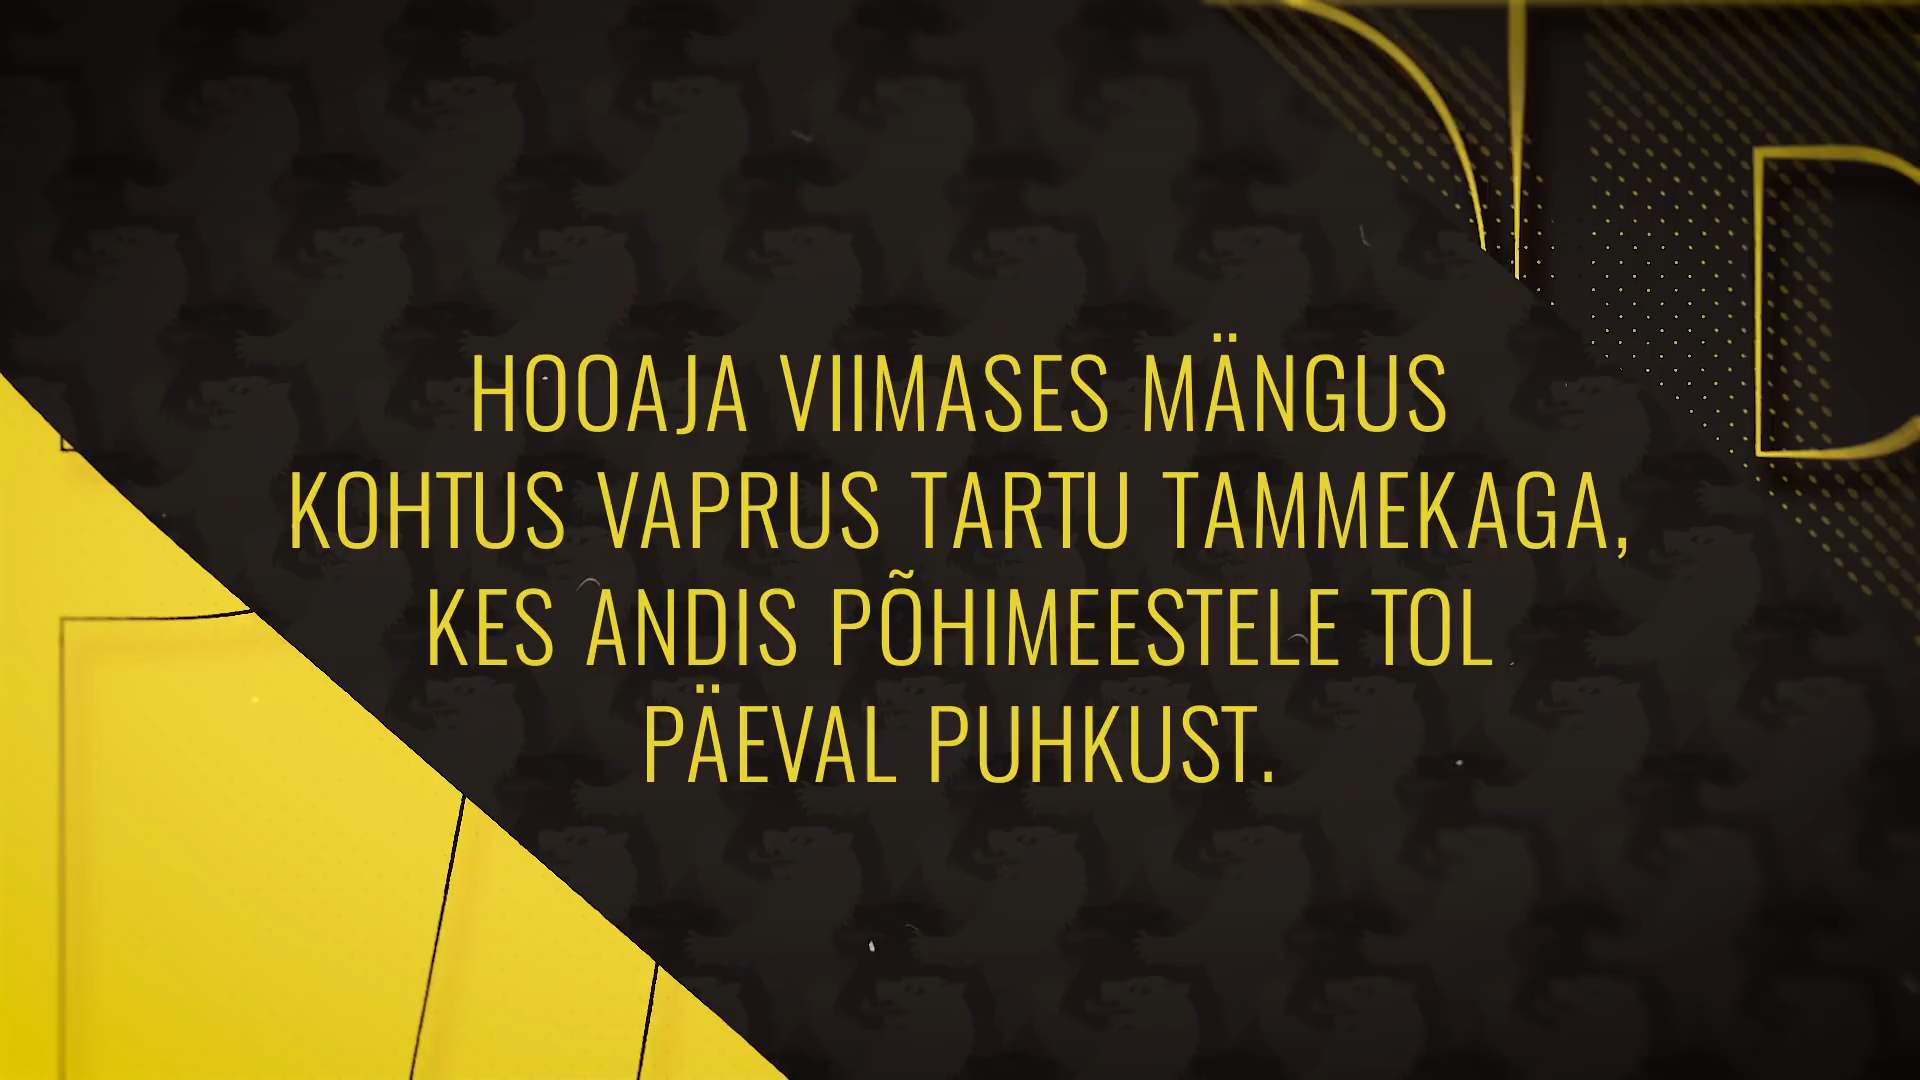 HOOAJA VIIMASES MÄNGUS
KOHTUS VAPRUS TARTU TAMMEKAGA,
KES ANDIS PÕHIMEESTELE TOL
PÄEVAL PUHKUST.